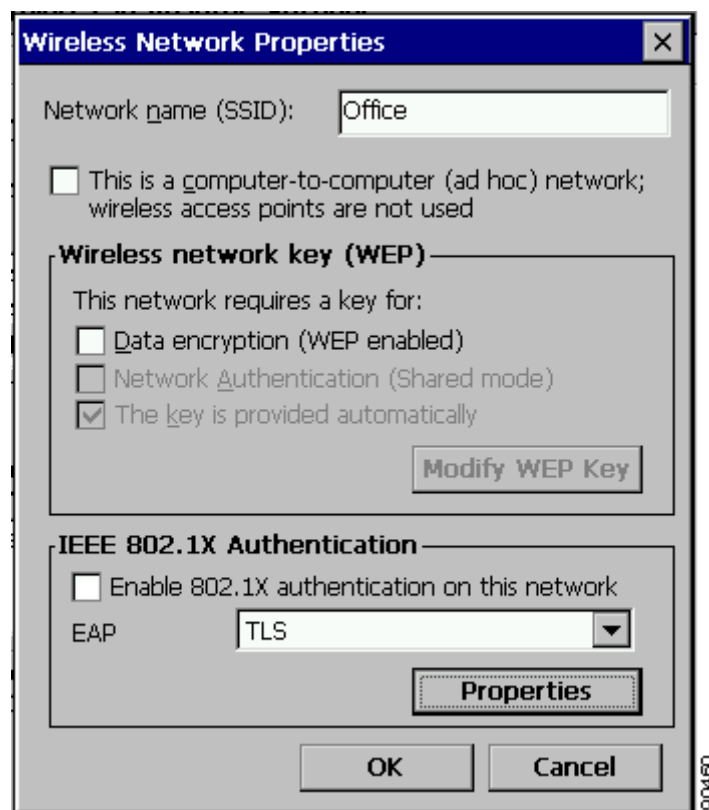 Wireless Network Properties
Network name (SSID): Office
This is a computer-to-computer (ad hoc) network;
wireless access points are not used
Wireless network key (WEP)
This network requires a key for:
Data encryption (WEP enabled)
Network Authentication (Shared mode)
The key is provided automatically
Modify WEP Key
IEEE 802.1X Authentication
Enable 802.1X authentication on this network
EAP TLS
Properties
OK Cancel